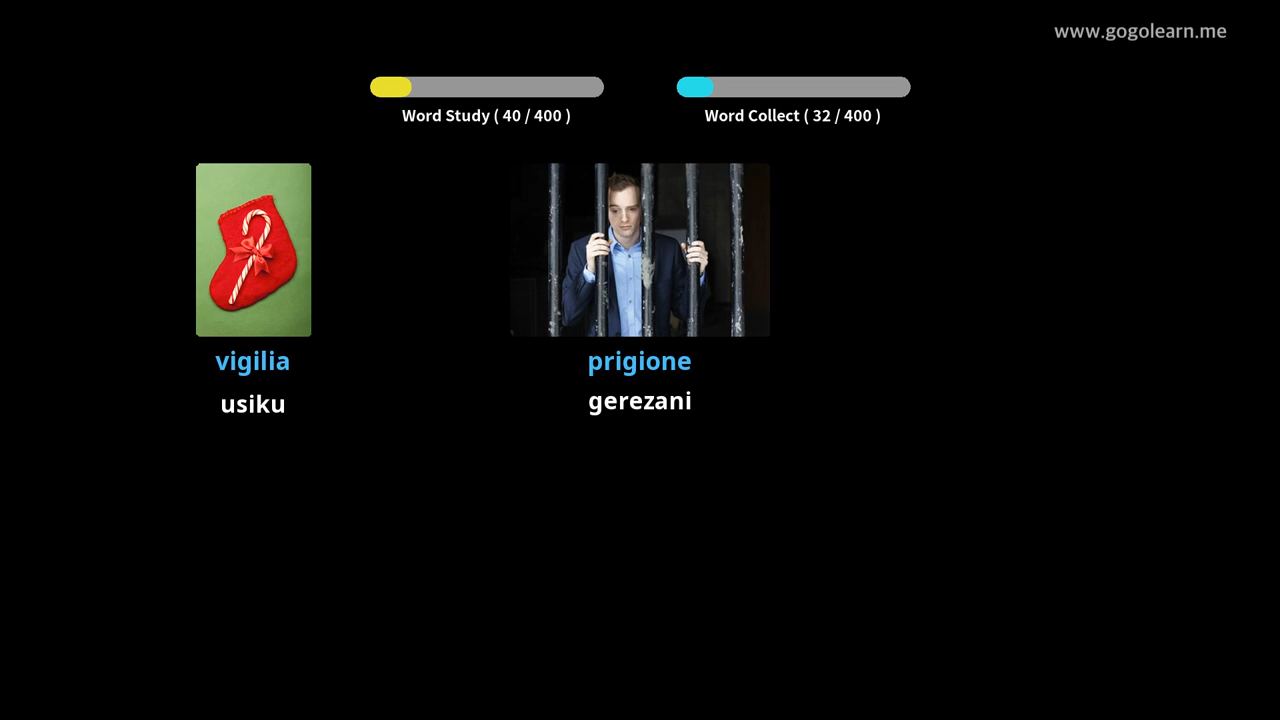 www.gogolearn.me
Word Study ( 40 / 400 )
Word Collect ( 32 / 400 )
vigilia
usiku
prigione
gerezani